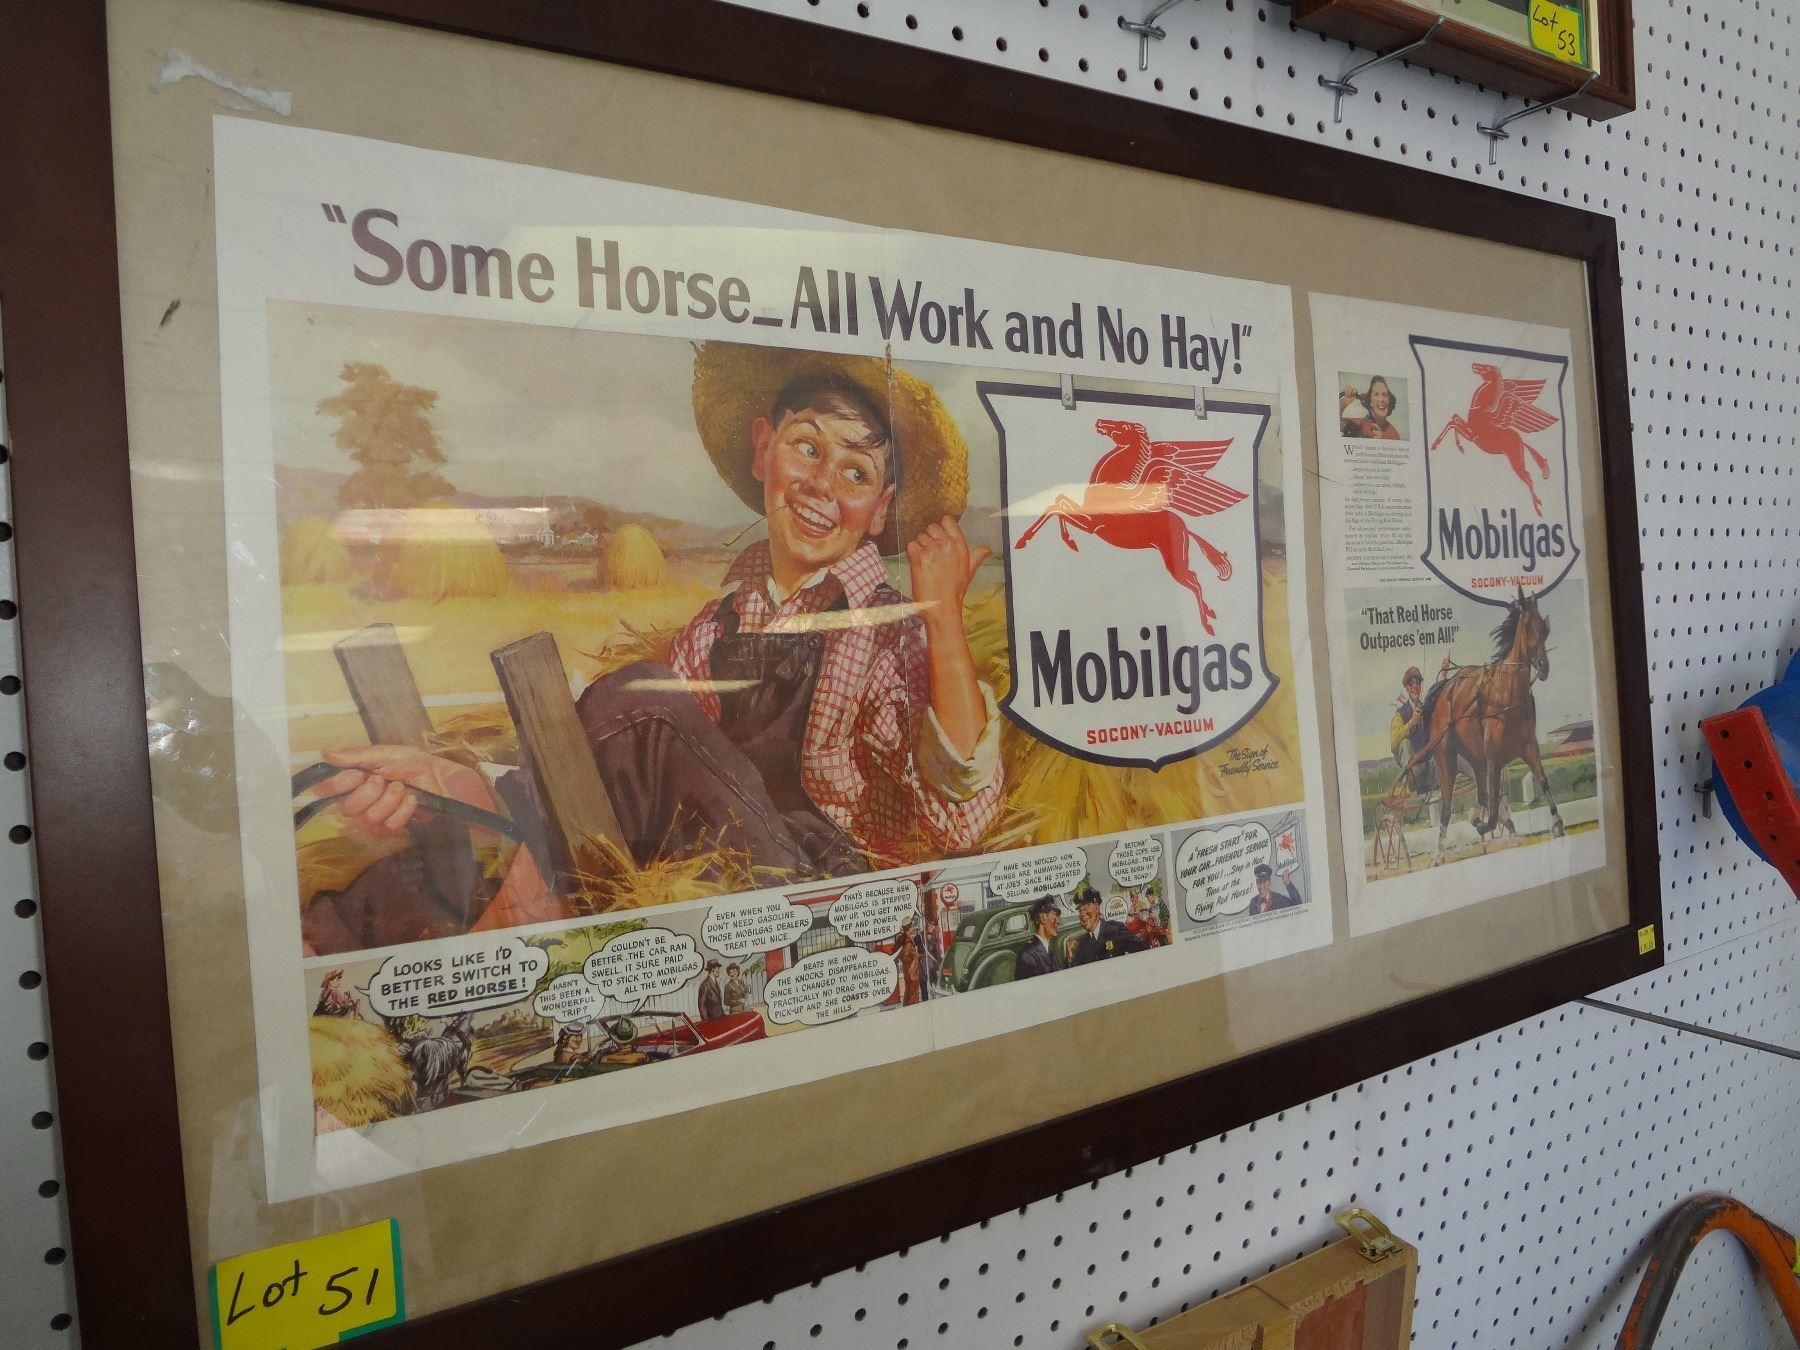 Lot
53
"Some Horse_All Work and No Hay!"
Mobilgas
SOCONY-VACUUM
The Sign of
Friendly Service
LOOKS LIKE I'D
BETTER SWITCH TO
THE RED HORSE!
HASN'T
THIS BEEN A
WONDERFUL
TRIP?
COULDN'T BE
BETTER..THE CAR RAN
SWELL. IT SURE PAID
TO STICK TO MOBILGAS
ALL THE WAY.
EVEN WHEN YOU
DON'T NEED GASOLINE
THOSE MOBILGAS DEALERS
TREAT YOU NICE.
BEATS ME HOW
THE KNOCKS DISAPPEARED
SINCE I CHANGED TO MOBILGAS.
PRACTICALLY NO DRAG ON THE
PICK-UP AND SHE COASTS OVER
THE HILLS
THAT'S BECAUSE NEW
MOBILGAS IS STEPPED
WAY UP. YOU GET MORE
PEP AND POWER
THAN EVER!
HAVE YOU NOTICED HOW
THINGS ARE HUMMING OVER
AT JOE'S SINCE HE STARTED
SELLING MOBILGAS?
BETCHA!
THOSE COPS USE
MOBILGAS. THEY
SURE BURN UP
THE ROAD!
A "FRESH START" FOR
YOUR CAR..FRIENDLY SERVICE
FOR YOU!...Stop in Next
Time at the
Flying Red Horse!
Mobilgas
Mobilgas
SOCONY-VACUUM
"That Red Horse
Outpaces 'em All!"
Lot 51